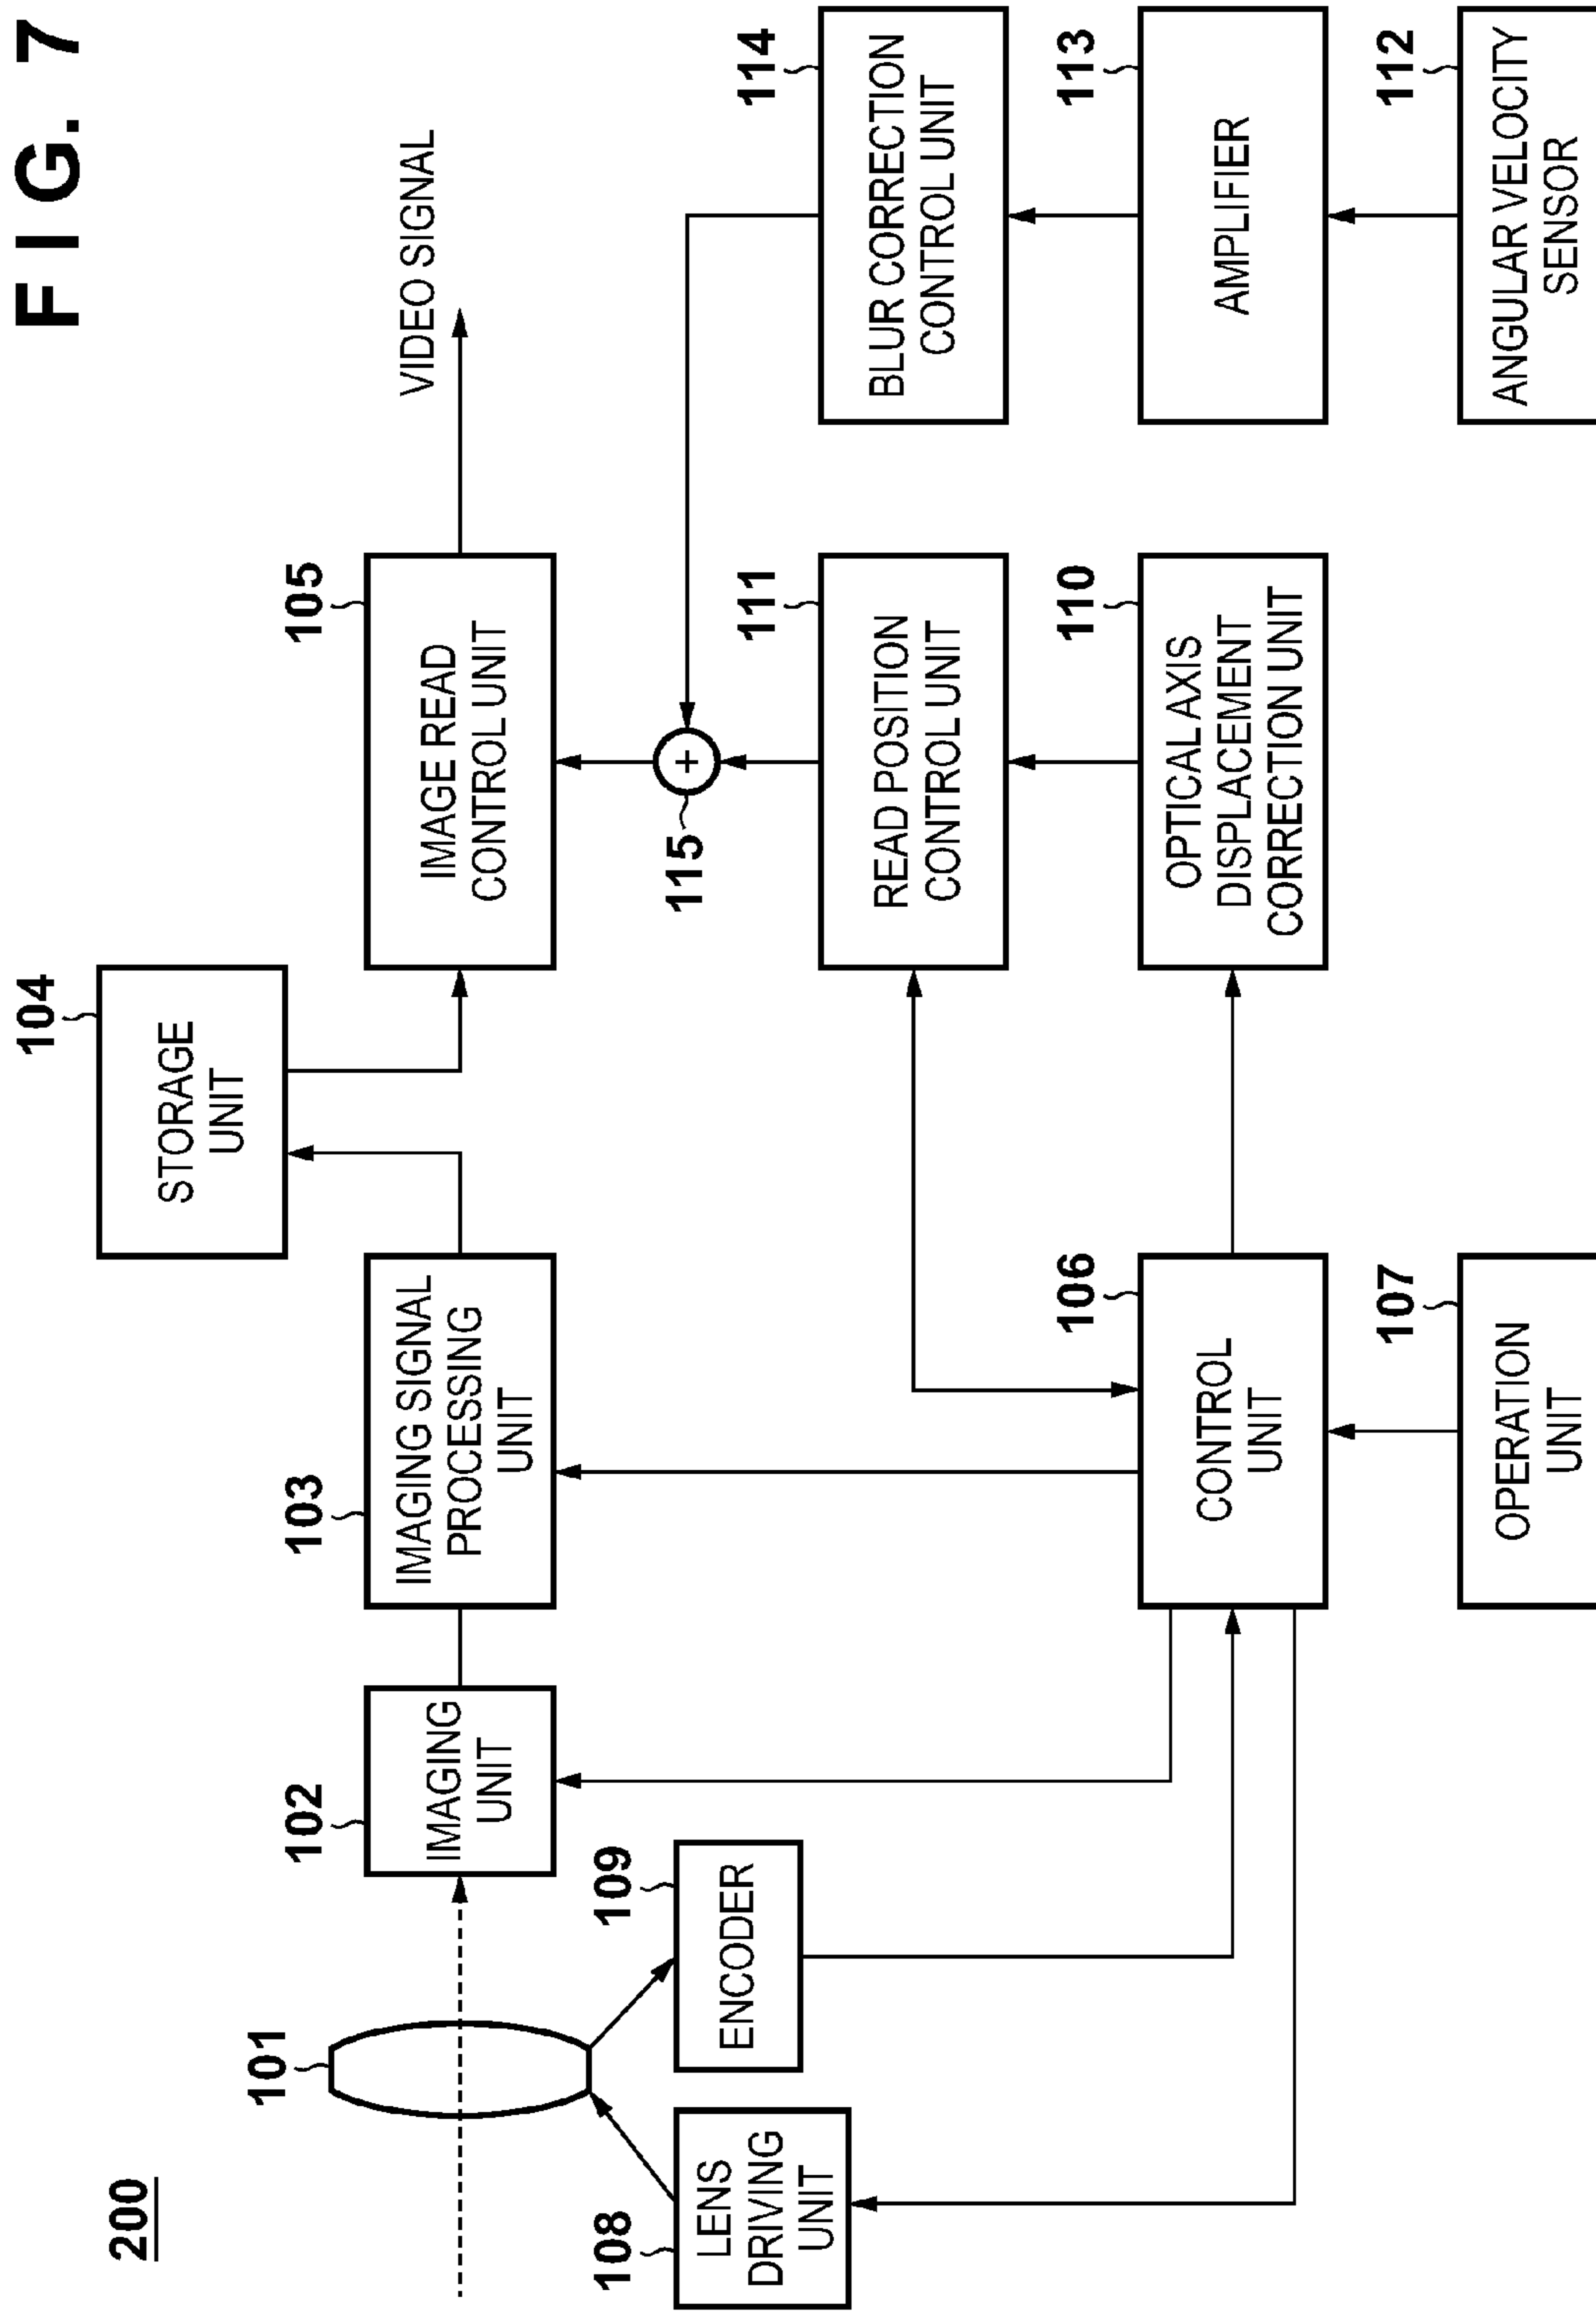 FIG. 7
200
104
STORAGE
UNIT
101
102
IMAGING
UNIT
103
IMAGING SIGNAL
PROCESSING
UNIT
105
IMAGE READ
CONTROL UNIT
VIDEO SIGNAL
108
LENS
DRIVING
UNIT
109
ENCODER
115
+
111
READ POSITION
CONTROL UNIT
114
BLUR CORRECTION
CONTROL UNIT
106
CONTROL
UNIT
110
OPTICAL AXIS
DISPLACEMENT
CORRECTION UNIT
113
AMPLIFIER
107
OPERATION
UNIT
112
ANGULAR VELOCITY
SENSOR